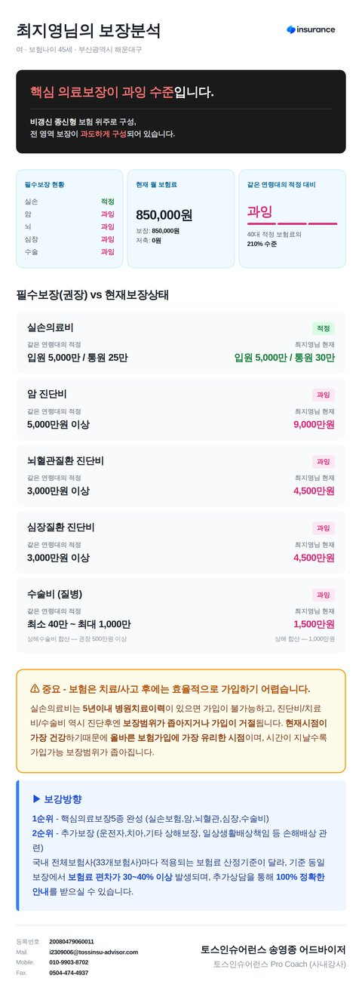 최지영님의 보장분석
insurance
여 · 보험나이 45세 · 부산광역시 해운대구
핵심 의료보장이 과잉 수준입니다.
비갱신 종신형 보험 위주로 구성,
전 영역 보장이 과도하게 구성되어 있습니다.
필수보장 현황
실손 적정
암 과잉
뇌 과잉
심장 과잉
수술 과잉
현재 월 보험료
850,000원
보장: 850,000원
저축: 0원
같은 연령대의 적정 대비
과잉
40대 적정 보험료의
210% 수준
필수보장(권장) vs 현재보장상태
실손의료비 적정
같은 연령대의 적정 최지영님 현재
입원 5,000만 / 통원 25만 입원 5,000만 / 통원 30만
암 진단비 과잉
같은 연령대의 적정 최지영님 현재
5,000만원 이상 9,000만원
뇌혈관질환 진단비 과잉
같은 연령대의 적정 최지영님 현재
3,000만원 이상 4,500만원
심장질환 진단비 과잉
같은 연령대의 적정 최지영님 현재
3,000만원 이상 4,500만원
수술비 (질병) 과잉
같은 연령대의 적정 최지영님 현재
최소 40만 ~ 최대 1,000만 1,500만원
상해수술비 합산 — 권장 500만원 이상 상해 합산 — 1,000만원
⚠ 중요 - 보험은 치료/사고 후에는 효율적으로 가입하기 어렵습니다.
실손의료비는 5년이내 병원치료이력이 있으면 가입이 불가능하고, 진단비/치료
비/수술비 역시 진단후엔 보장범위가 좁아지거나 가입이 거절됩니다. 현재시점이
가장 건강하기때문에 올바른 보험가입에 가장 유리한 시점이며, 시간이 지날수록
가입가능 보장범위가 좁아집니다.
▶ 보강방향
1순위 - 핵심의료보장5종 완성 (실손보험,암,뇌혈관,심장,수술비)
2순위 - 추가보장 (운전자,치아,기타 상해보장, 일상생활배상책임 등 손해배상 관
련)
국내 전체보험사(33개보험사)마다 적용되는 보험료 산정기준이 달라, 기준 동일
보장에서 보험료 편차가 30~40% 이상 발생되며, 추가상담을 통해 100% 정확한
안내를 받으실 수 있습니다.
등록번호 20080479060011
Mail. i2309006@tossinsu-advisor.com
Mobile. 010-9903-8702
Fax. 0504-474-4937
토스인슈어런스 송영종 어드바이저
토스인슈어런스 Pro Coach (사내강사)